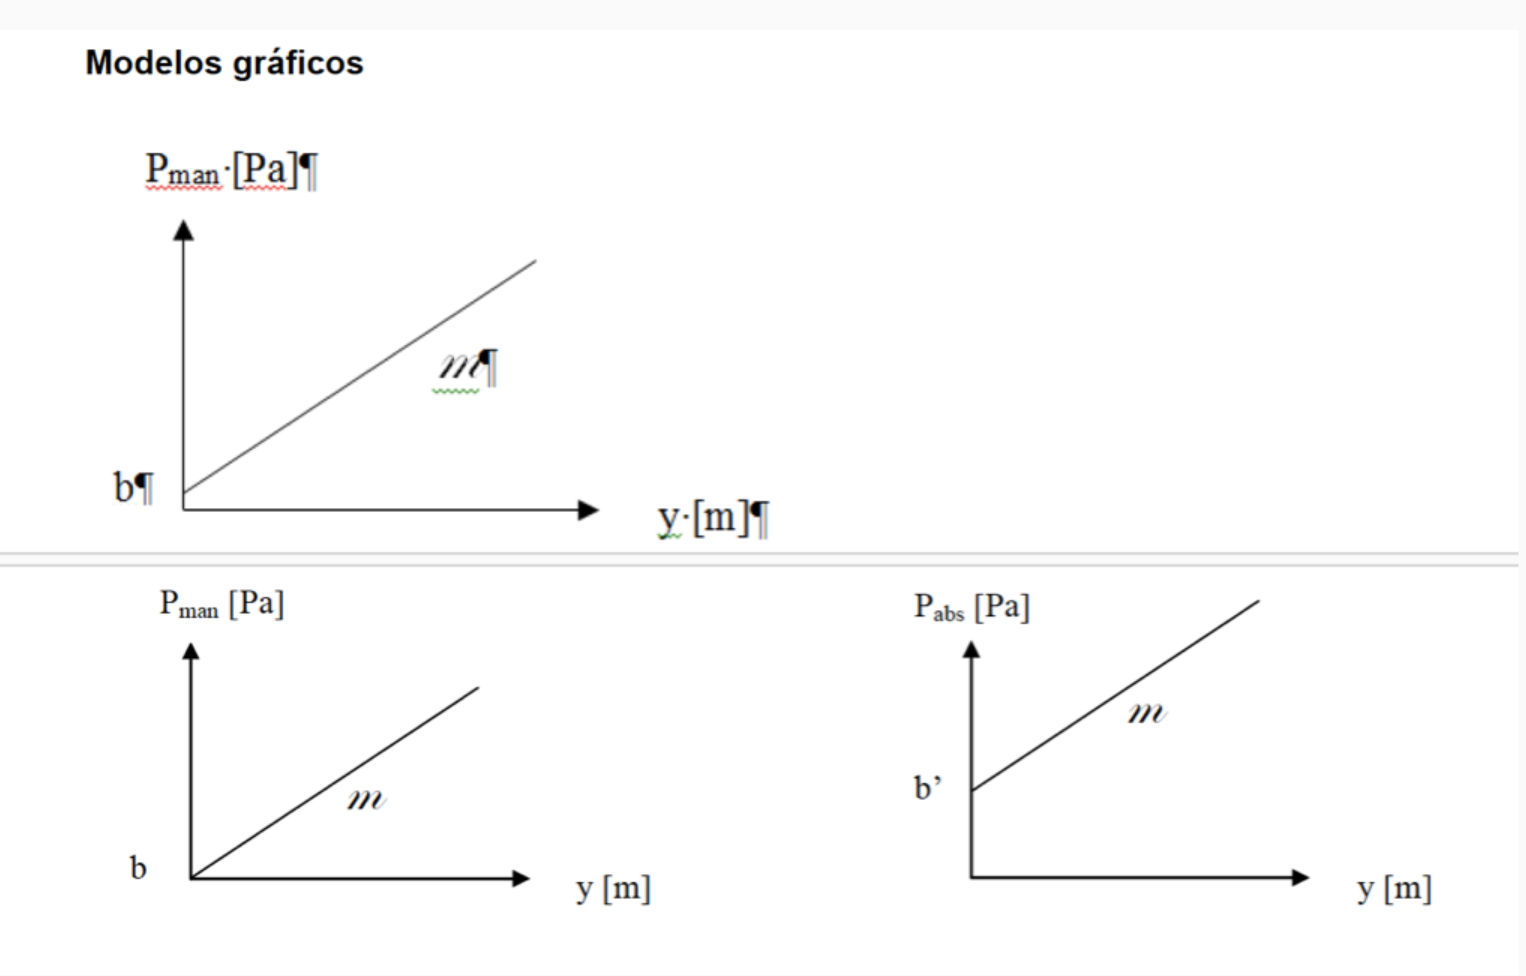 Modelos gráficos
Pman·[Pa]¶
m¶
b¶
y·[m]¶
Pman [Pa]
m
b
y [m]
Pabs [Pa]
m
b’
y [m]